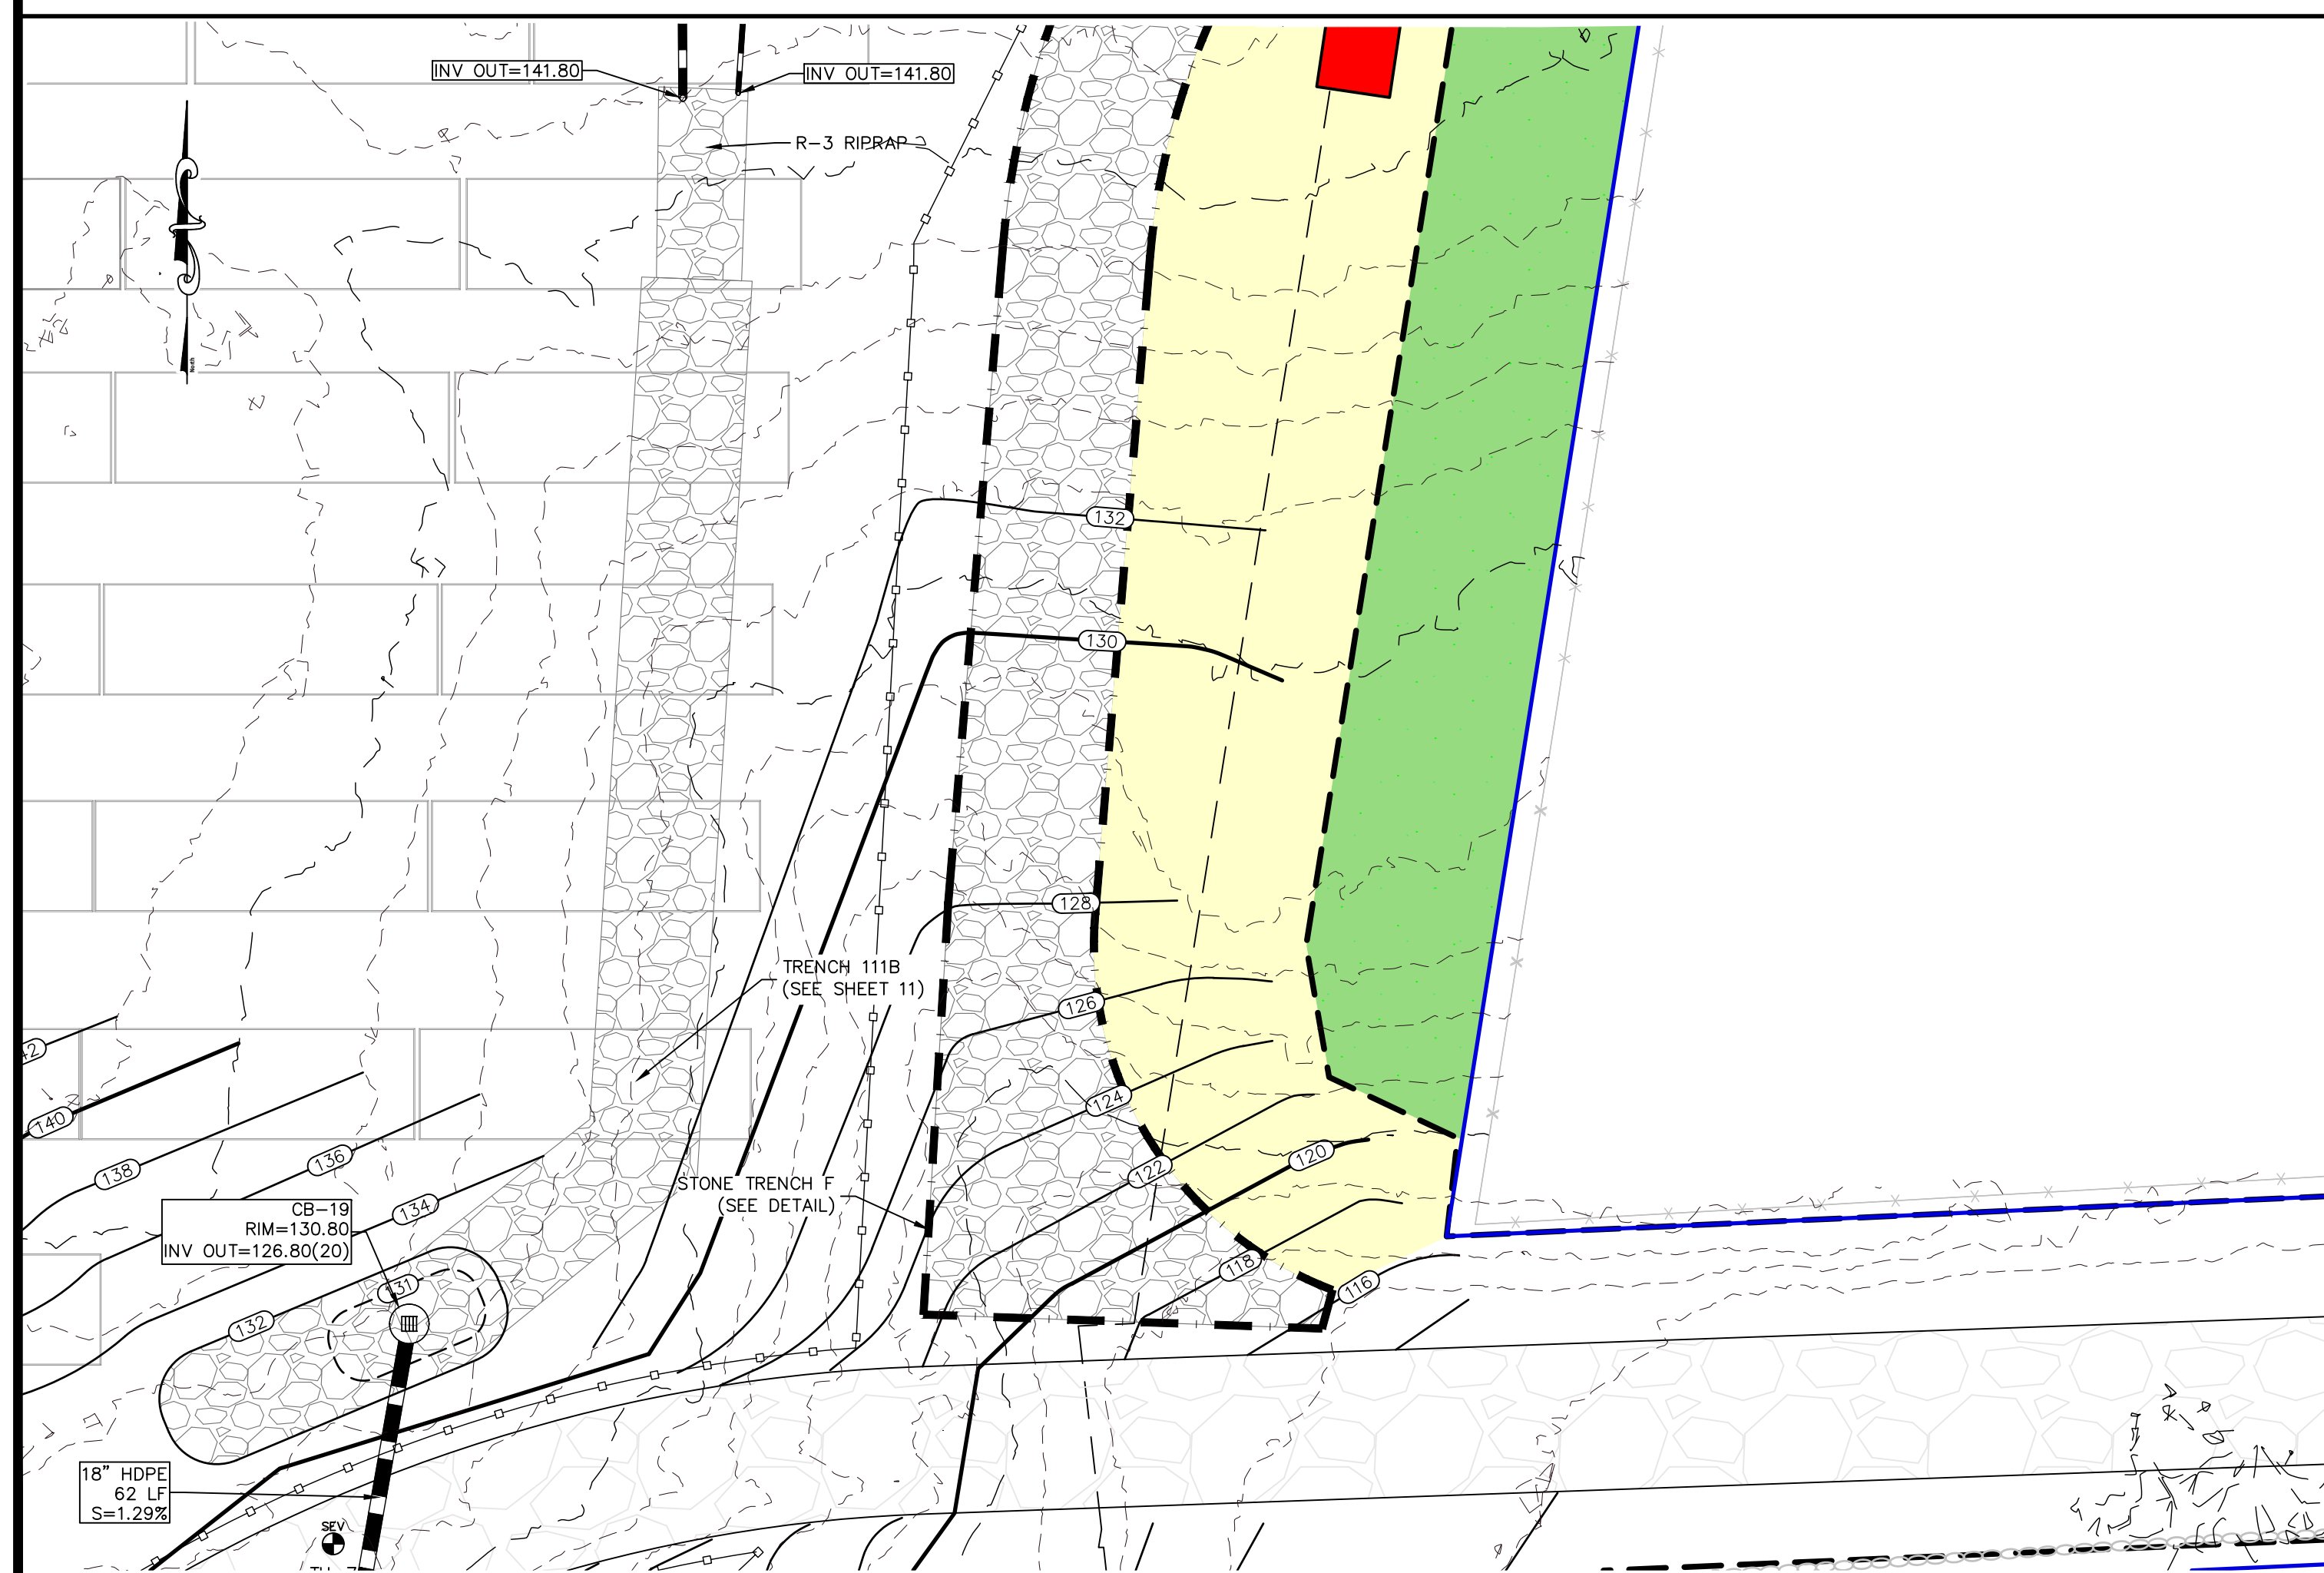 INV OUT=141.80
INV OUT=141.80
R-3 RIPRAP
North
132
130
128
TRENCH 111B
(SEE SHEET 11)
126
42
140
124
138
136
122
120
STONE TRENCH F
(SEE DETAIL)
134
CB-19
RIM=130.80
INV OUT=126.80(20)
118
116
131
132
18" HDPE
62 LF
S=1.29%
SEV